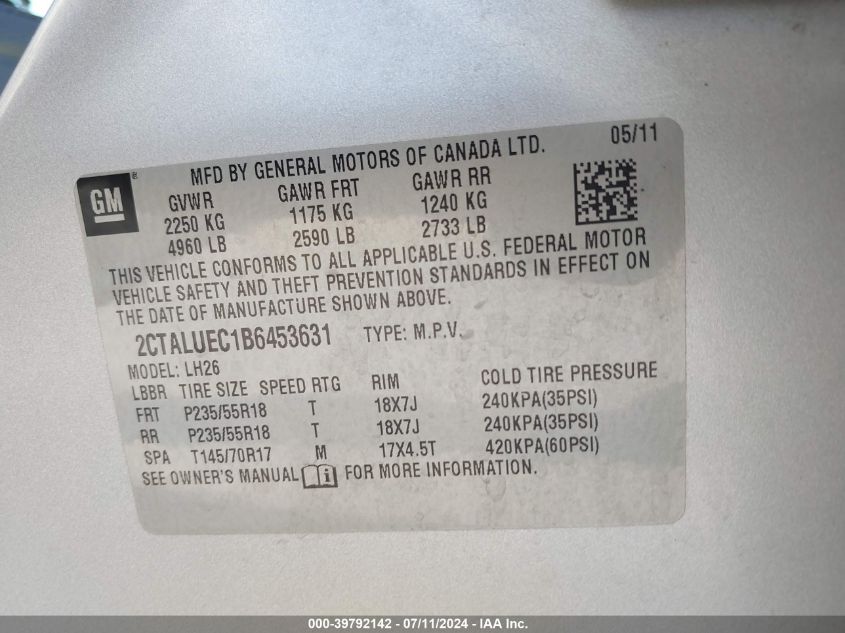 MFD BY GENERAL MOTORS OF CANADA LTD. 05/11
GM
GVWR GAWR FRT GAWR RR
2250 KG 1175 KG 1240 KG
4960 LB 2590 LB 2733 LB
THIS VEHICLE CONFORMS TO ALL APPLICABLE U.S. FEDERAL MOTOR
VEHICLE SAFETY AND THEFT PREVENTION STANDARDS IN EFFECT ON
THE DATE OF MANUFACTURE SHOWN ABOVE.
2CTALUEC1B6453631 TYPE: M.P.V.
MODEL: LH26
LBBR TIRE SIZE SPEED RTG RIM COLD TIRE PRESSURE
FRT P235/55R18 T 18X7J 240KPA(35PSI)
RR P235/55R18 T 18X7J 240KPA(35PSI)
SPA T145/70R17 M 17X4.5T 420KPA(60PSI)
SEE OWNER'S MANUAL i FOR MORE INFORMATION.
000-39792142 - 07/11/2024 - IAA Inc.